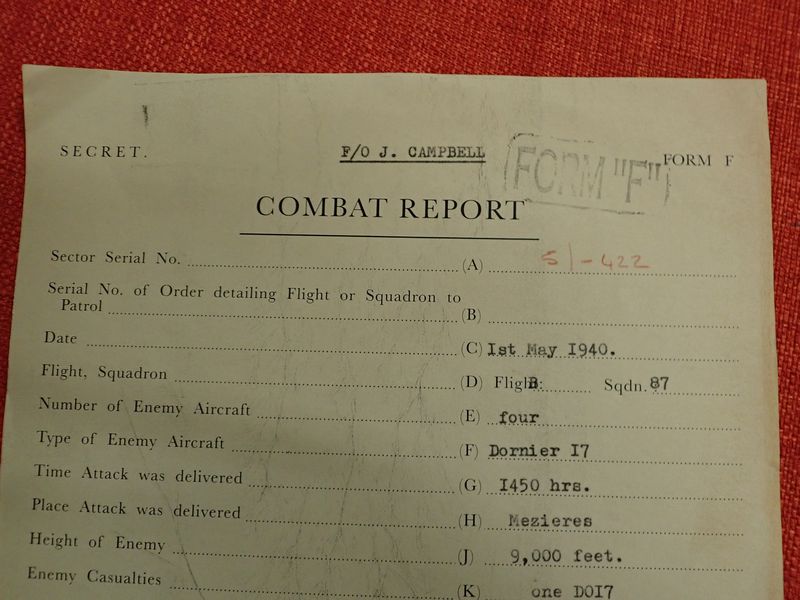 SECRET. F/O J. CAMPBELL FORM "F" FORM F
COMBAT REPORT
Sector Serial No. (A) 5/-422
Serial No. of Order detailing Flight or Squadron to
Patrol (B)
Date (C) Ist May I940.
Flight, Squadron (D) Flight B: Sqdn. 87
Number of Enemy Aircraft (E) four
Type of Enemy Aircraft (F) Dornier I7
Time Attack was delivered (G) I450 hrs.
Place Attack was delivered (H) Mezieres
Height of Enemy (J) 9,000 feet.
Enemy Casualties (K) one DOI7